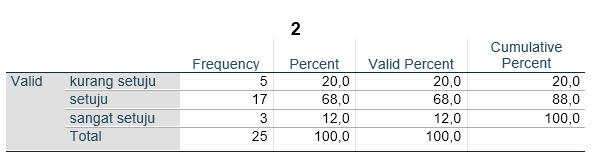 2
Frequency Percent Valid Percent Cumulative Percent
Valid kurang setuju 5 20,0 20,0 20,0
setuju 17 68,0 68,0 88,0
sangat setuju 3 12,0 12,0 100,0
Total 25 100,0 100,0